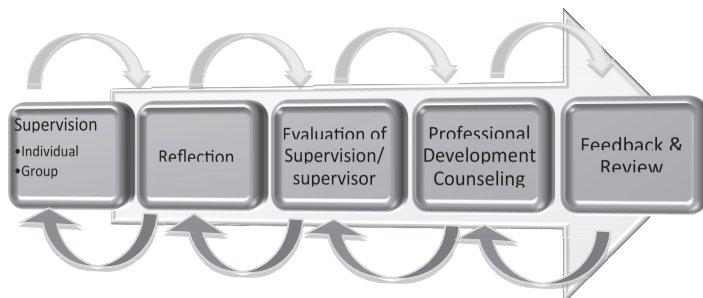 Supervision
•Individual
•Group
Reflection
Evaluation of
Supervision/
supervisor
Professional
Development
Counseling
Feedback &
Review